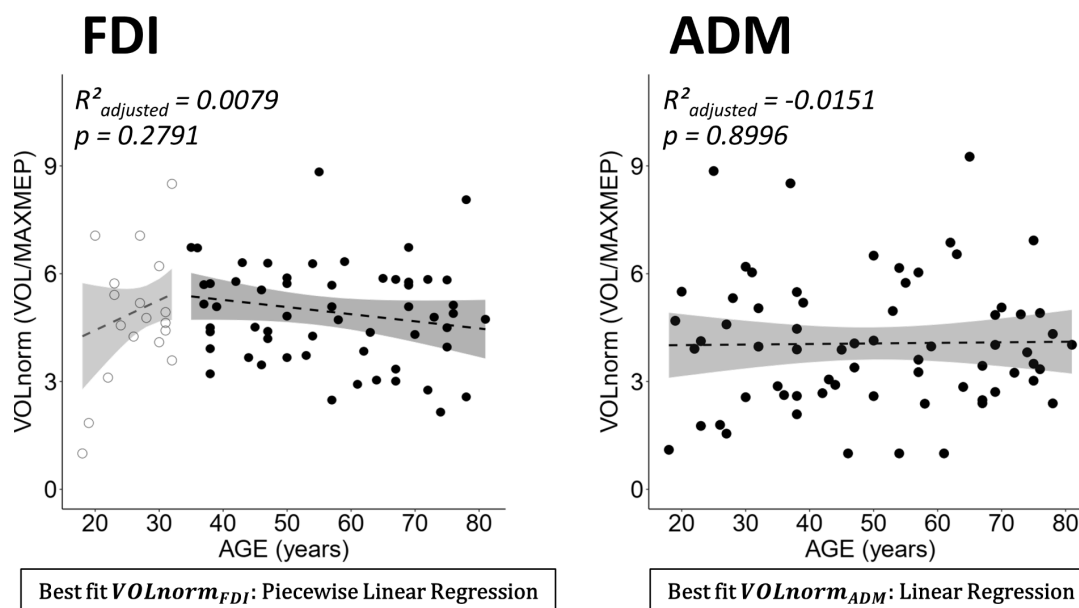 FDI
R²adjusted = 0.0079
p = 0.2791
VOLnorm (VOL/MAXMEP)
9
6
3
0
20 30 40 50 60 70 80
AGE (years)
Best fit VOLnormFDI: Piecewise Linear Regression
ADM
R²adjusted = -0.0151
p = 0.8996
VOLnorm (VOL/MAXMEP)
9
6
3
0
20 30 40 50 60 70 80
AGE (years)
Best fit VOLnormADM: Linear Regression